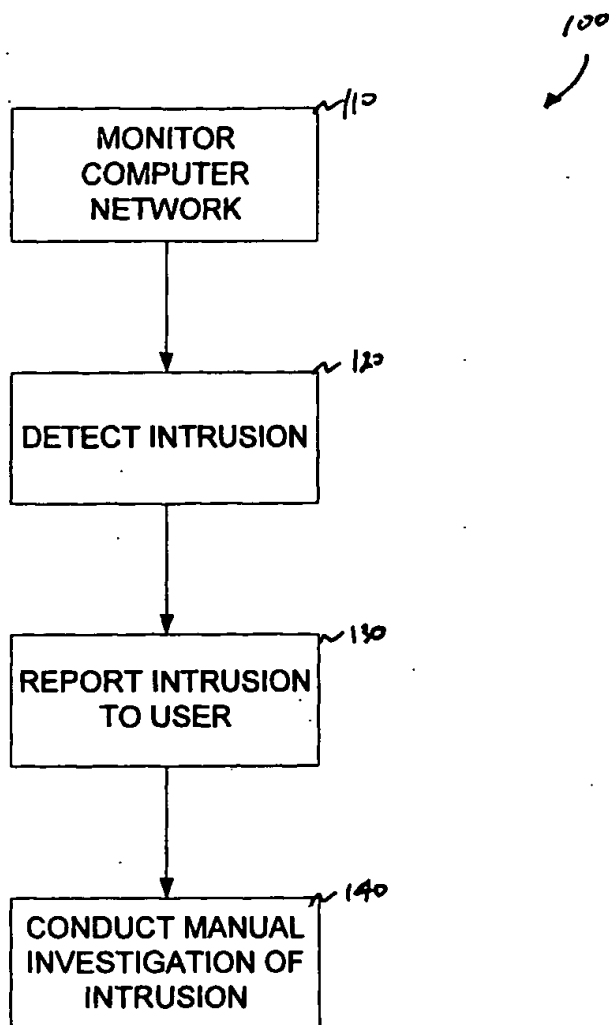 100
110
MONITOR
COMPUTER
NETWORK
120
DETECT INTRUSION
130
REPORT INTRUSION
TO USER
140
CONDUCT MANUAL
INVESTIGATION OF
INTRUSION